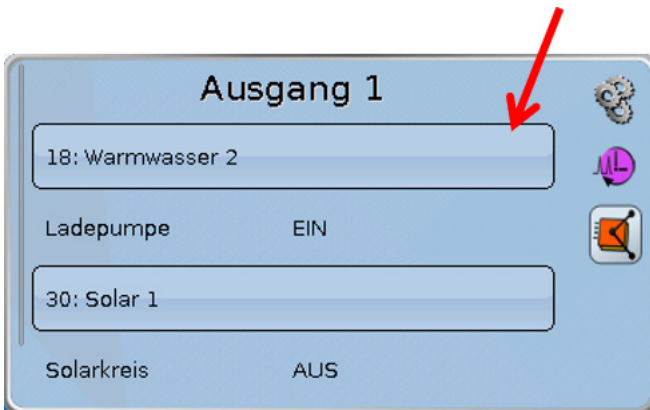 Ausgang 1
18: Warmwasser 2
Ladepumpe EIN
30: Solar 1
Solarkreis AUS